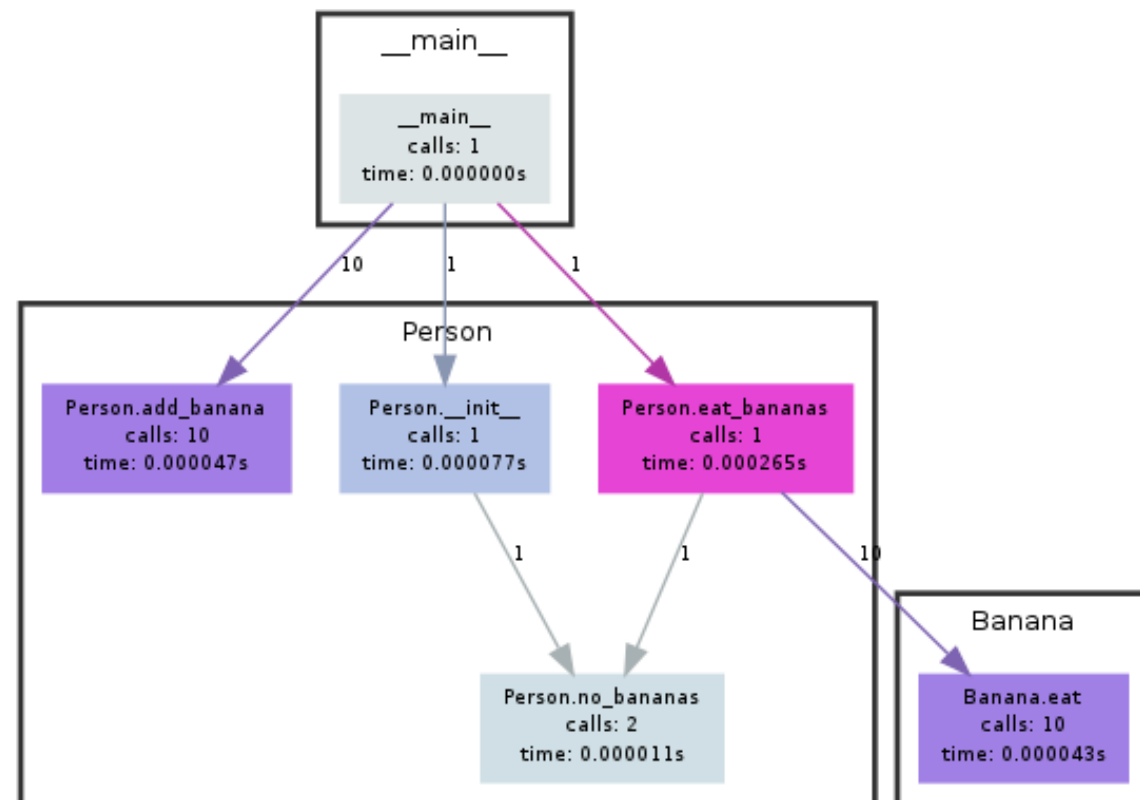 __main__
__main__
calls: 1
time: 0.000000s
10
1
1
Person
Person.add_banana
calls: 10
time: 0.000047s
Person.__init__
calls: 1
time: 0.000077s
Person.eat_bananas
calls: 1
time: 0.000265s
1
1
10
Banana
Person.no_bananas
calls: 2
time: 0.000011s
Banana.eat
calls: 10
time: 0.000043s